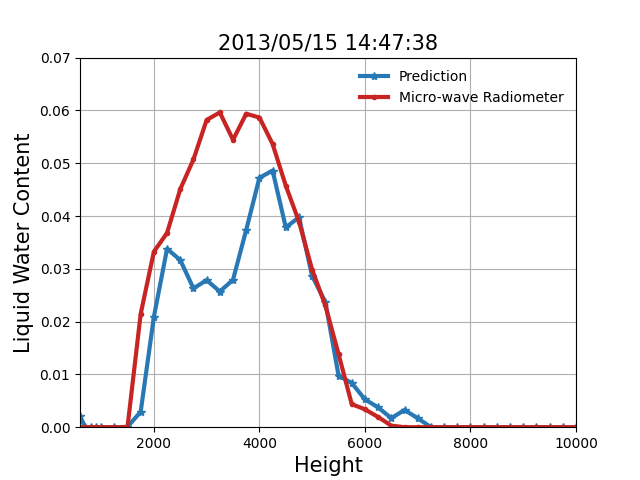 2013/05/15 14:47:38
Prediction
Micro-wave Radiometer
Liquid Water Content
0.07
0.06
0.05
0.04
0.03
0.02
0.01
0.00
2000 4000 6000 8000 10000
Height